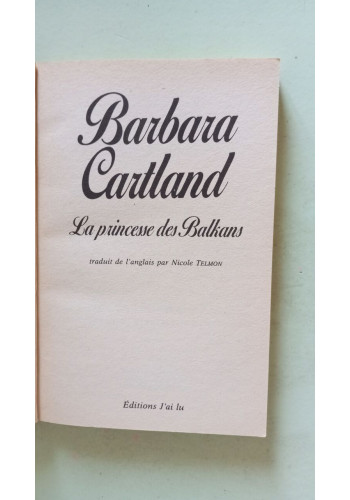 Barbara
Cartland
La princesse des Balkans
traduit de l'anglais par Nicole TELMON
Éditions J'ai lu